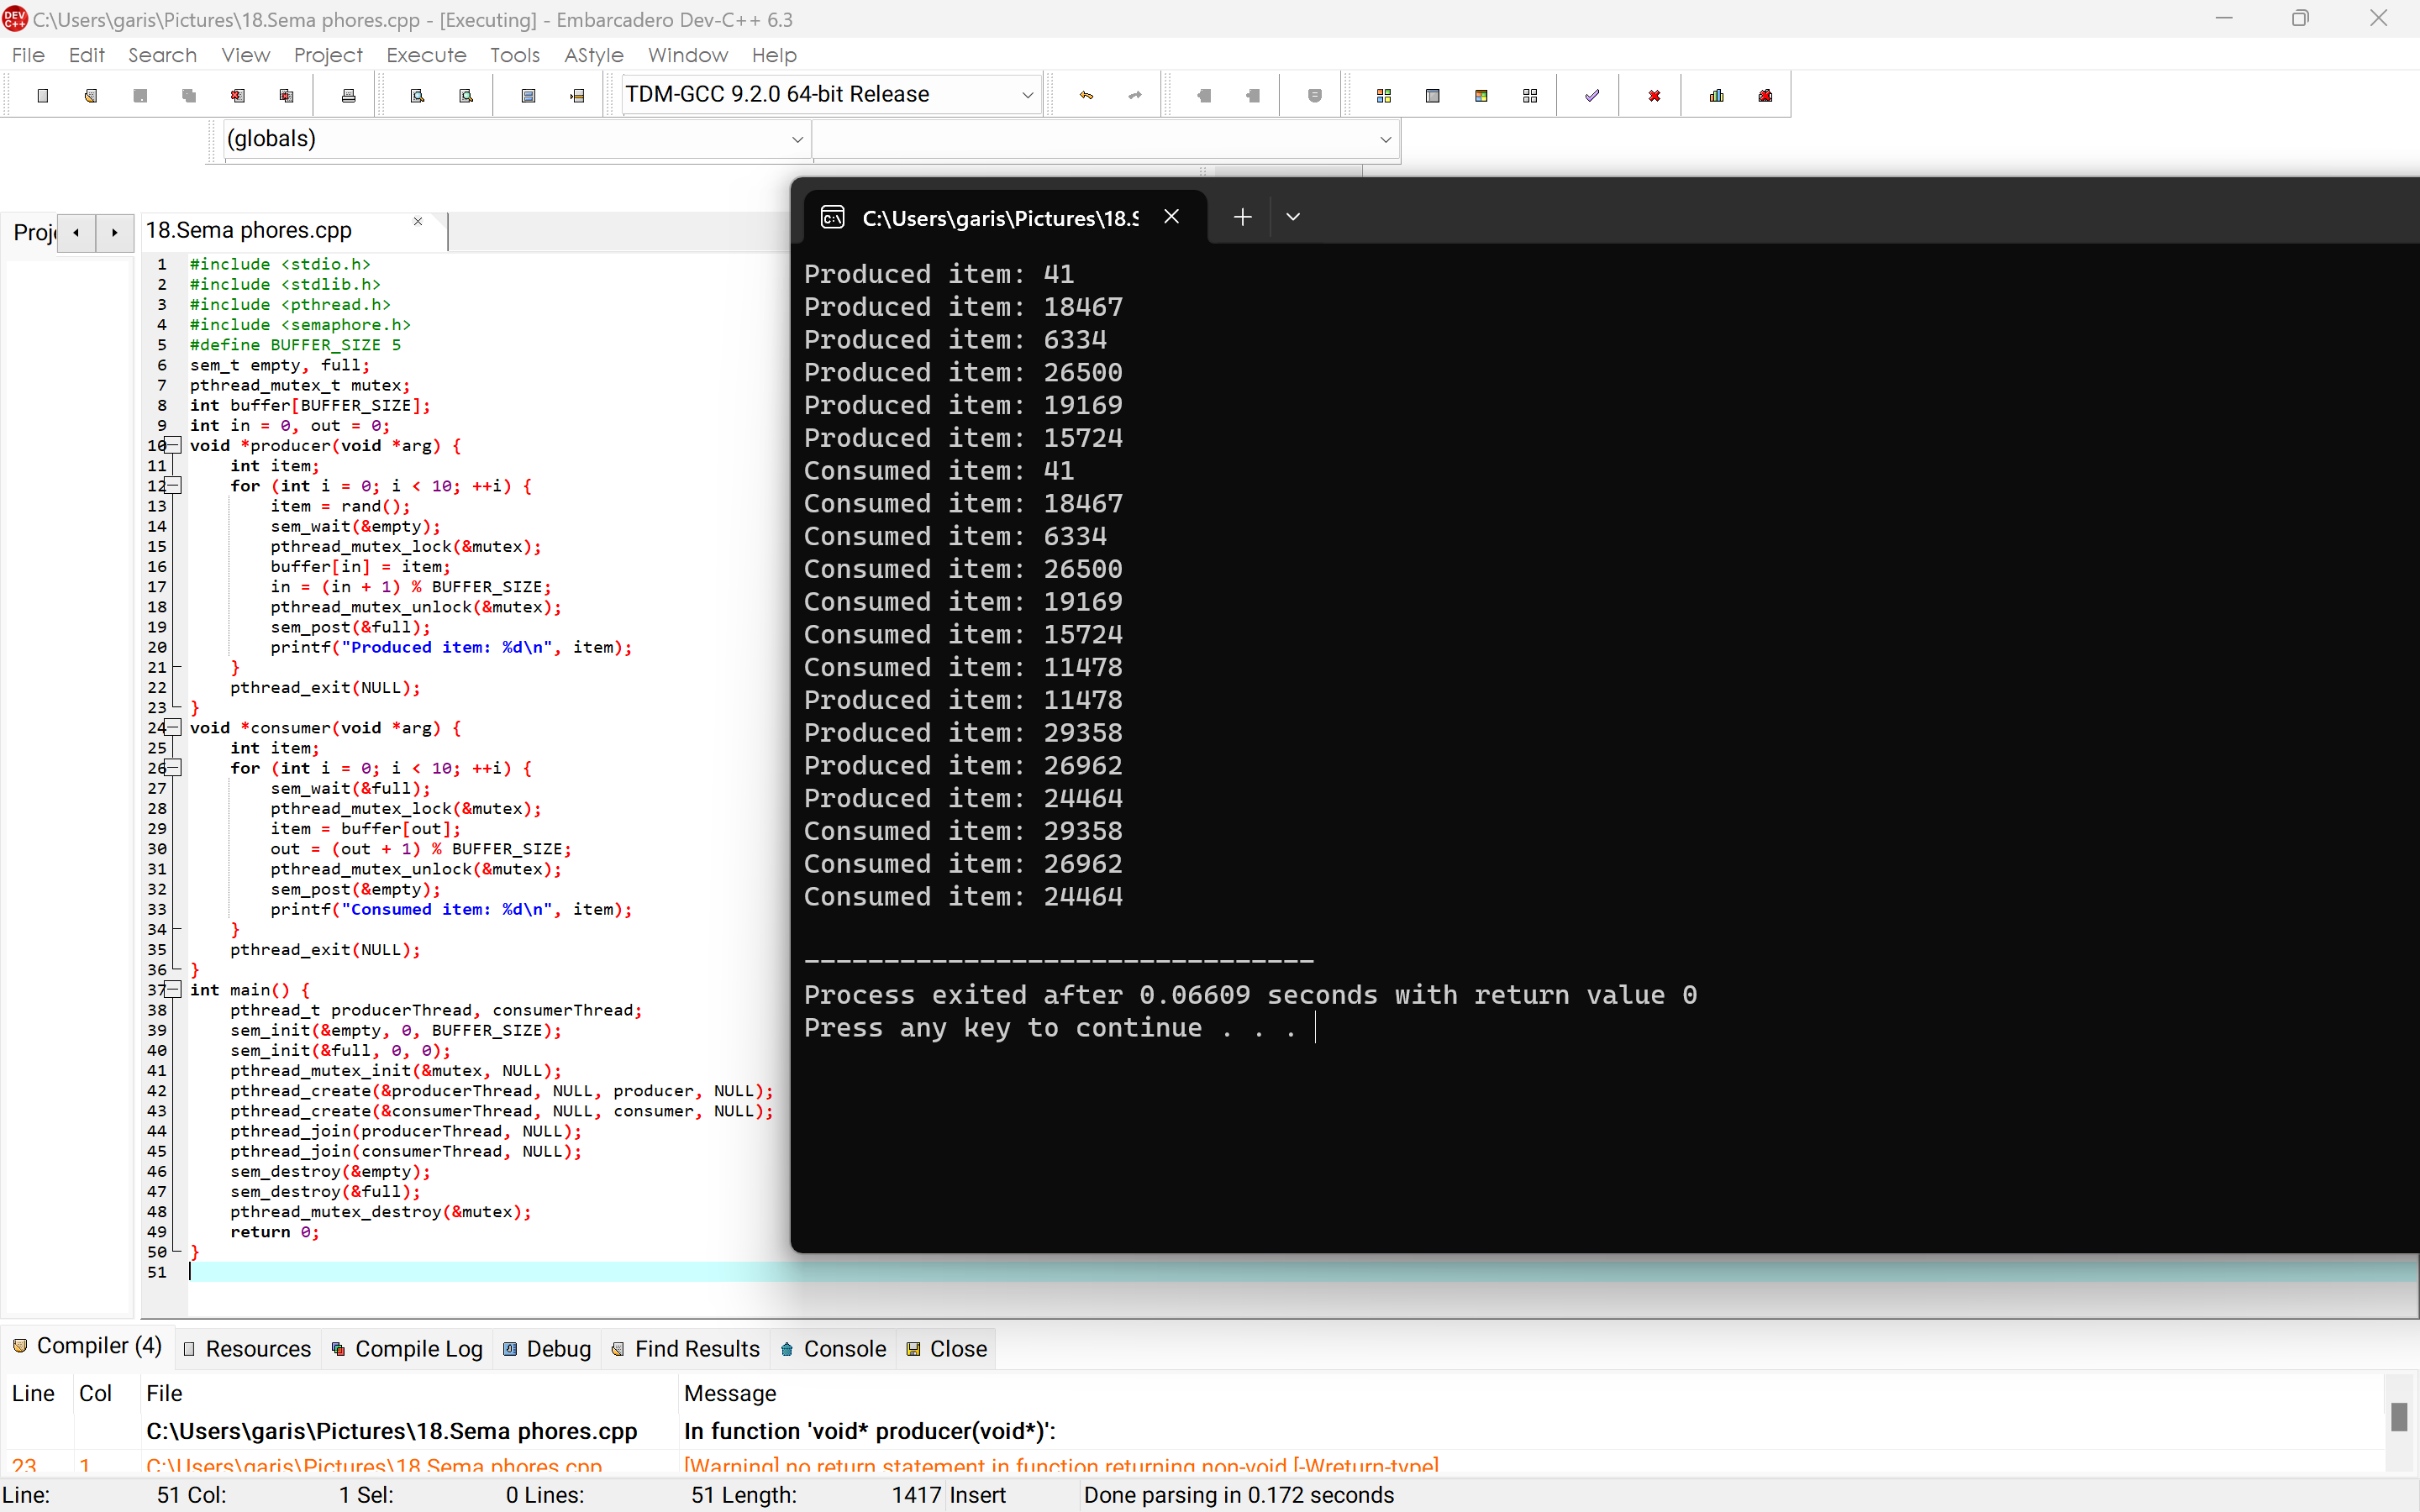 C:\Users\garis\Pictures\18.Sema phores.cpp - [Executing] - Embarcadero Dev-C++ 6.3
File Edit Search View Project Execute Tools AStyle Window Help
TDM-GCC 9.2.0 64-bit Release
(globals)
Proj
18.Sema phores.cpp
1 #include <stdio.h>
2 #include <stdlib.h>
3 #include <pthread.h>
4 #include <semaphore.h>
5 #define BUFFER_SIZE 5
6 sem_t empty, full;
7 pthread_mutex_t mutex;
8 int buffer[BUFFER_SIZE];
9 int in = 0, out = 0;
10 void *producer(void *arg) {
11 int item;
12 for (int i = 0; i < 10; ++i) {
13 item = rand();
14 sem_wait(&empty);
15 pthread_mutex_lock(&mutex);
16 buffer[in] = item;
17 in = (in + 1) % BUFFER_SIZE;
18 pthread_mutex_unlock(&mutex);
19 sem_post(&full);
20 printf("Produced item: %d\n", item);
21 }
22 pthread_exit(NULL);
23 }
24 void *consumer(void *arg) {
25 int item;
26 for (int i = 0; i < 10; ++i) {
27 sem_wait(&full);
28 pthread_mutex_lock(&mutex);
29 item = buffer[out];
30 out = (out + 1) % BUFFER_SIZE;
31 pthread_mutex_unlock(&mutex);
32 sem_post(&empty);
33 printf("Consumed item: %d\n", item);
34 }
35 pthread_exit(NULL);
36 }
37 int main() {
38 pthread_t producerThread, consumerThread;
39 sem_init(&empty, 0, BUFFER_SIZE);
40 sem_init(&full, 0, 0);
41 pthread_mutex_init(&mutex, NULL);
42 pthread_create(&producerThread, NULL, producer, NULL);
43 pthread_create(&consumerThread, NULL, consumer, NULL);
44 pthread_join(producerThread, NULL);
45 pthread_join(consumerThread, NULL);
46 sem_destroy(&empty);
47 sem_destroy(&full);
48 pthread_mutex_destroy(&mutex);
49 return 0;
50 }
51
C:\Users\garis\Pictures\18.S
Produced item: 41
Produced item: 18467
Produced item: 6334
Produced item: 26500
Produced item: 19169
Produced item: 15724
Consumed item: 41
Consumed item: 18467
Consumed item: 6334
Consumed item: 26500
Consumed item: 19169
Consumed item: 15724
Consumed item: 11478
Produced item: 11478
Produced item: 29358
Produced item: 26962
Produced item: 24464
Consumed item: 29358
Consumed item: 26962
Consumed item: 24464
--------------------------------
Process exited after 0.06609 seconds with return value 0
Press any key to continue . . .
Compiler (4) Resources Compile Log Debug Find Results Console Close
Line Col File Message
C:\Users\garis\Pictures\18.Sema phores.cpp In function 'void* producer(void*)':
23 1 C:\Users\garis\Pictures\18.Sema phores.cpp [Warning] no return statement in function returning non-void [-Wreturn-type]
Line: 51 Col: 1 Sel: 0 Lines: 51 Length: 1417 Insert Done parsing in 0.172 seconds